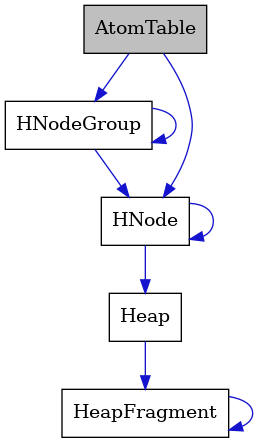 AtomTable
HNodeGroup
HNode
Heap
HeapFragment